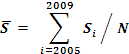 S̅ = ∑_{i=2005}^{2009} S_i / N